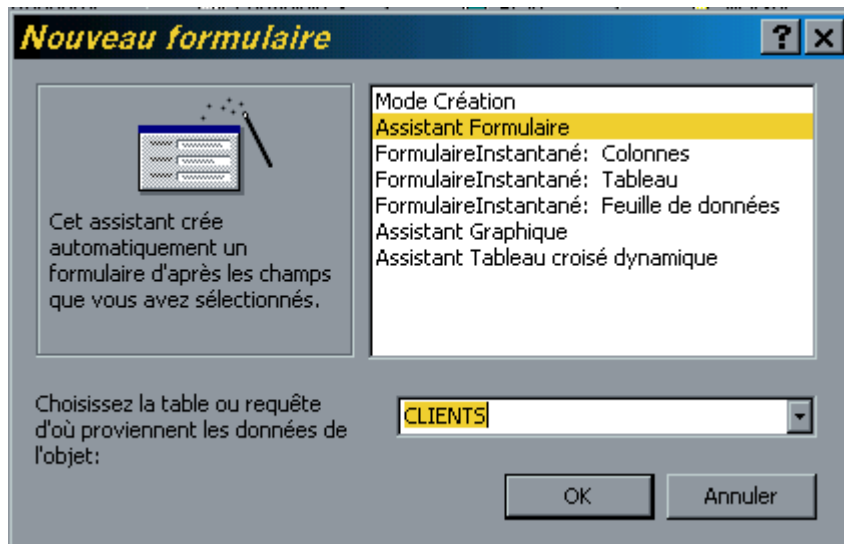 Nouveau formulaire
Mode Création
Assistant Formulaire
FormulaireInstantané: Colonnes
FormulaireInstantané: Tableau
FormulaireInstantané: Feuille de données
Assistant Graphique
Assistant Tableau croisé dynamique
Cet assistant crée
automatiquement un
formulaire d'après les champs
que vous avez sélectionnés.
Choisissez la table ou requête
d'où proviennent les données de
l'objet:
CLIENTS
OK
Annuler